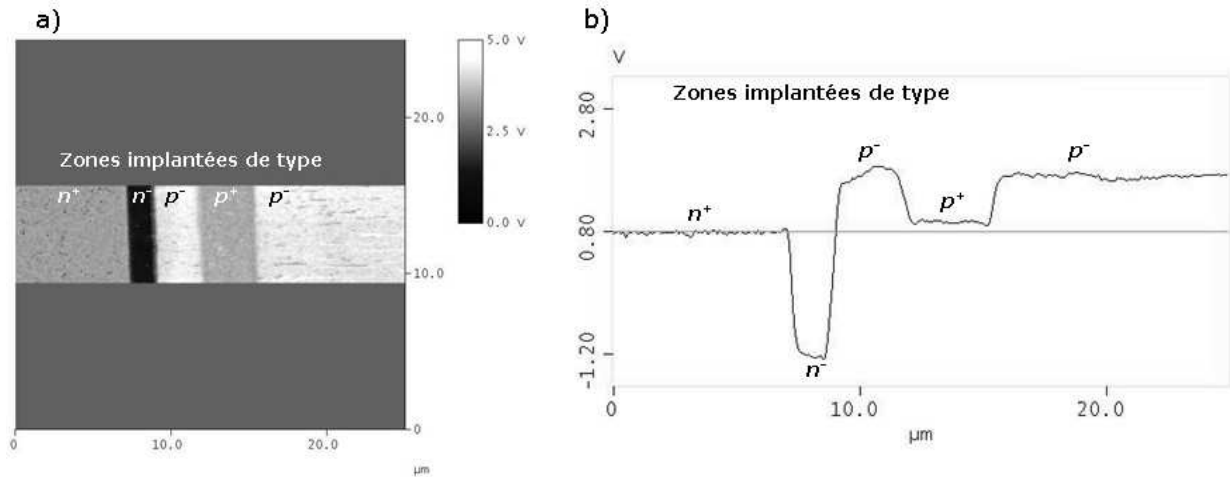 a)
5.0 V
2.5 V
0.0 V
20.0
10.0
0
Zones implantées de type
n+ n- p- p+ p-
0 10.0 20.0
µm
b)
V
Zones implantées de type
2.80
0.80
-1.20
n+
n-
p-
p+
p-
0 10.0 20.0
µm